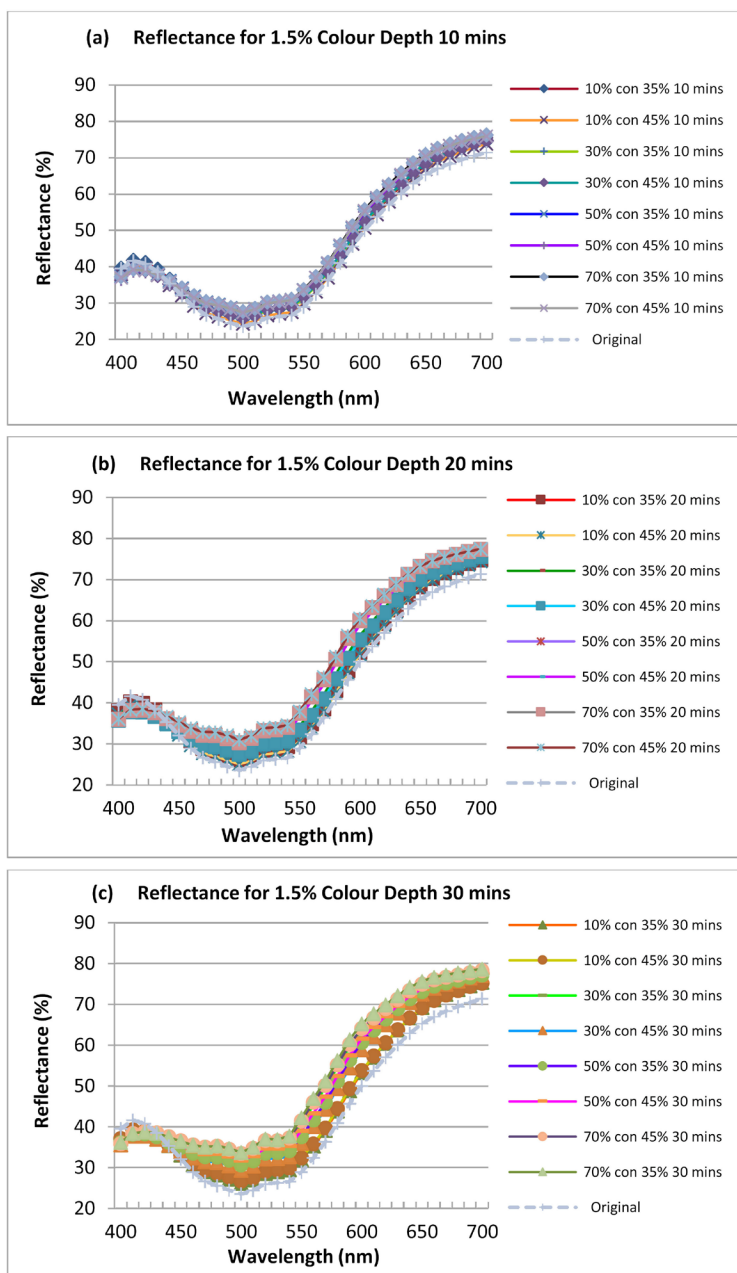 (a) Reflectance for 1.5% Colour Depth 10 mins
Reflectance (%)
90
80
70
60
50
40
30
20
400 450 500 550 600 650 700
Wavelength (nm)
10% con 35% 10 mins
10% con 45% 10 mins
30% con 35% 10 mins
30% con 45% 10 mins
50% con 35% 10 mins
50% con 45% 10 mins
70% con 35% 10 mins
70% con 45% 10 mins
Original
(b) Reflectance for 1.5% Colour Depth 20 mins
Reflectance (%)
90
80
70
60
50
40
30
20
400 450 500 550 600 650 700
Wavelength (nm)
10% con 35% 20 mins
10% con 45% 20 mins
30% con 35% 20 mins
30% con 45% 20 mins
50% con 35% 20 mins
50% con 45% 20 mins
70% con 35% 20 mins
70% con 45% 20 mins
Original
(c) Reflectance for 1.5% Colour Depth 30 mins
Reflectance (%)
90
80
70
60
50
40
30
20
400 450 500 550 600 650 700
Wavelength (nm)
10% con 35% 30 mins
10% con 45% 30 mins
30% con 35% 30 mins
30% con 45% 30 mins
50% con 35% 30 mins
50% con 45% 30 mins
70% con 45% 30 mins
70% con 35% 30 mins
Original